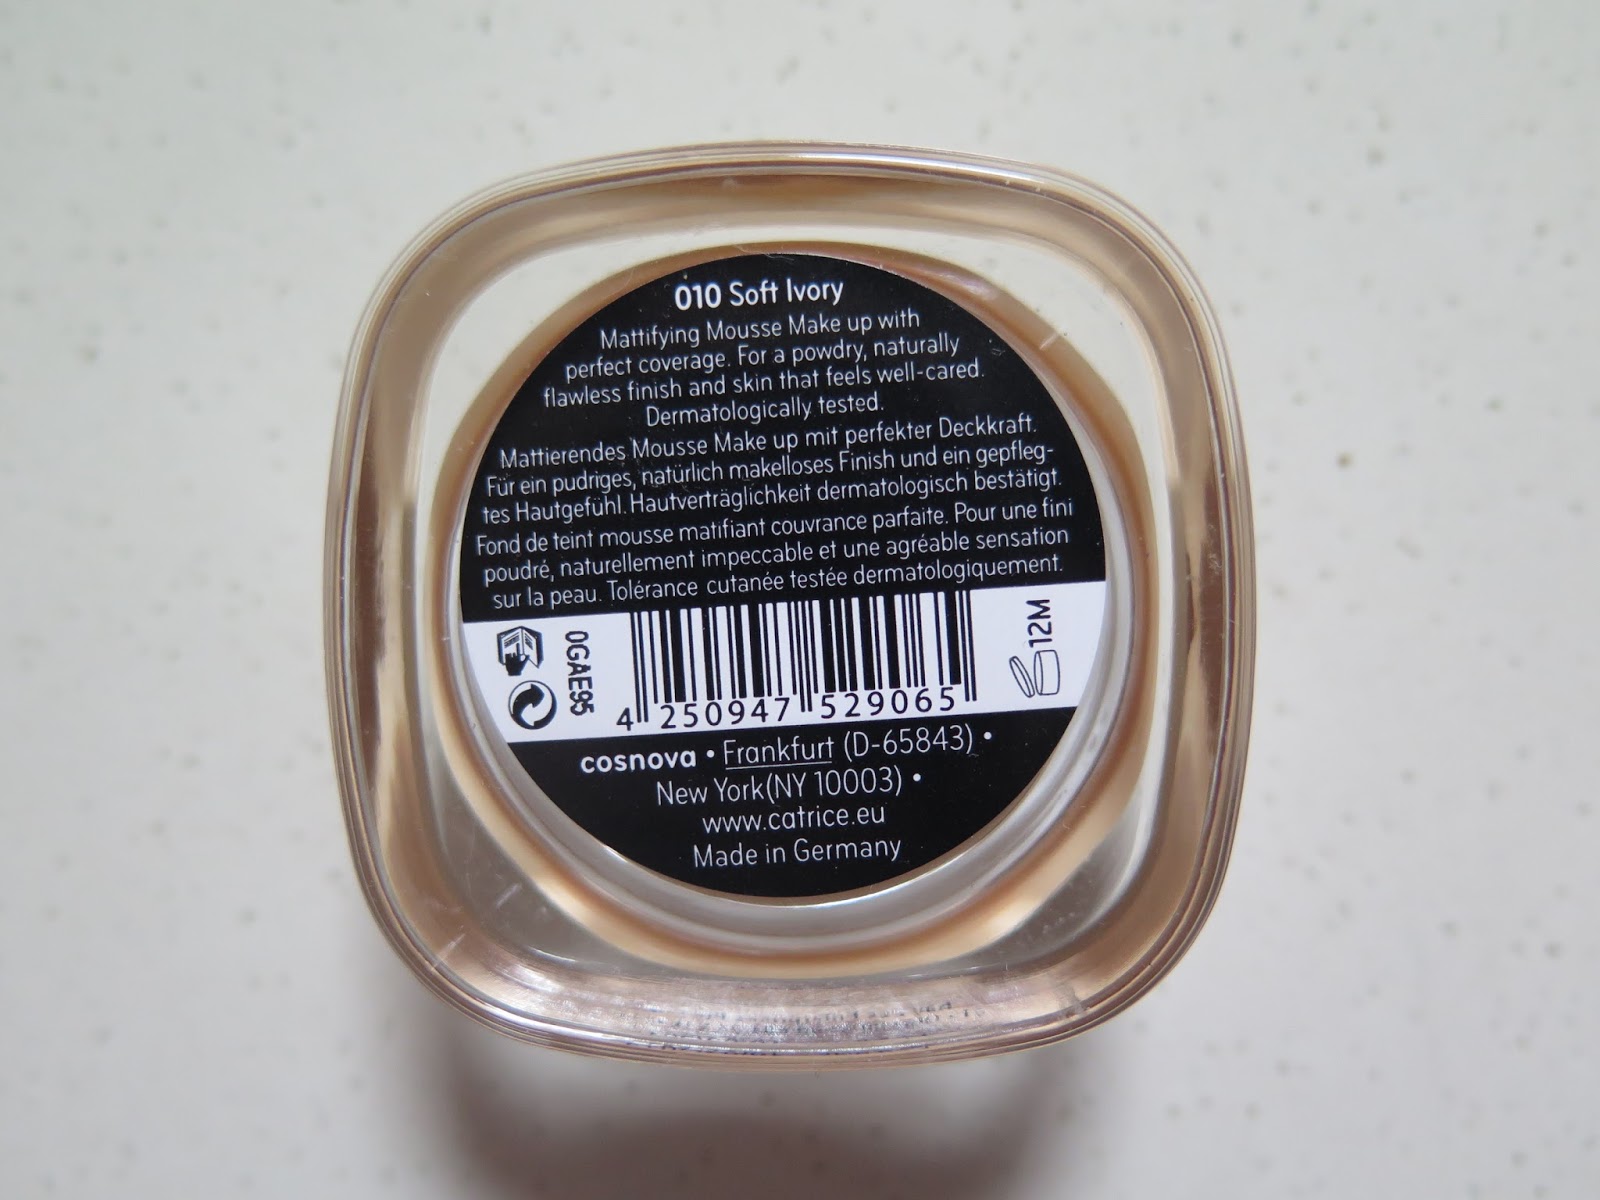 010 Soft Ivory
Mattifying Mousse Make up with
perfect coverage. For a powdry, naturally
flawless finish and skin that feels well-cared.
Dermatologically tested.
Mattierendes Mousse Make up mit perfekter Deckkraft.
Für ein pudriges, natürlich makelloses Finish und ein gepfleg-
tes Hautgefühl. Hautverträglichkeit dermatologisch bestätigt.
Fond de teint mousse matifiant couvrance parfaite. Pour une fini
poudré, naturellement impeccable et une agréable sensation
sur la peau. Tolérance cutanée testée dermatologiquement.
0GAE95
4 250947 529065
12M
cosnova • Frankfurt (D-65843) •
New York(NY 10003) •
www.catrice.eu
Made in Germany